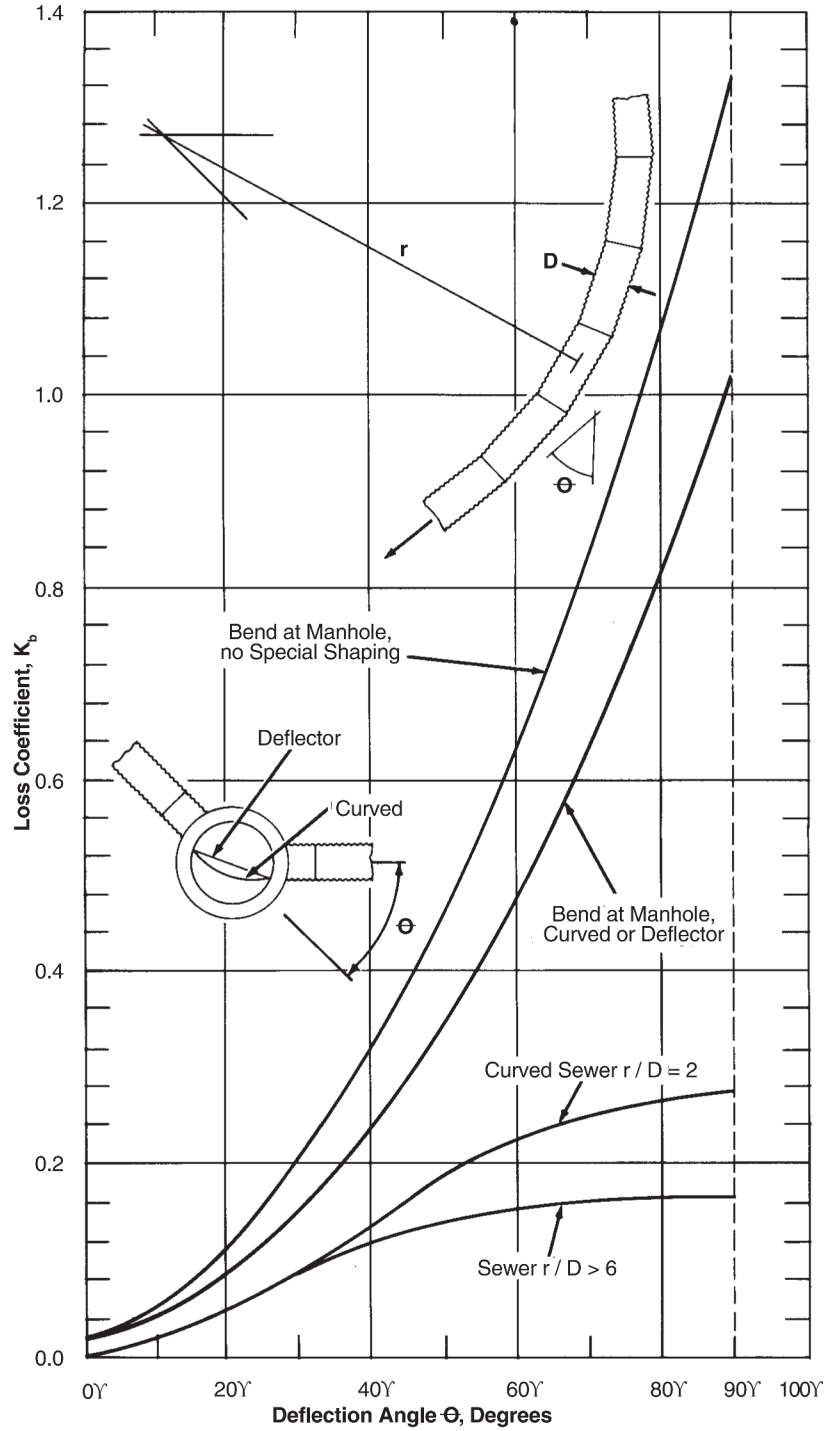 1.4
1.2
1.0
0.8
0.6
0.4
0.2
0.0
Loss Coefficient, Kb
r
D
Ɵ
Bend at Manhole,
no Special Shaping
Deflector
Curved
Ɵ
Bend at Manhole,
Curved or Deflector
Curved Sewer r / D = 2
Sewer r / D > 6
0ϒ 20ϒ 40ϒ 60ϒ 80ϒ 90ϒ 100ϒ
Deflection Angle Ɵ, Degrees